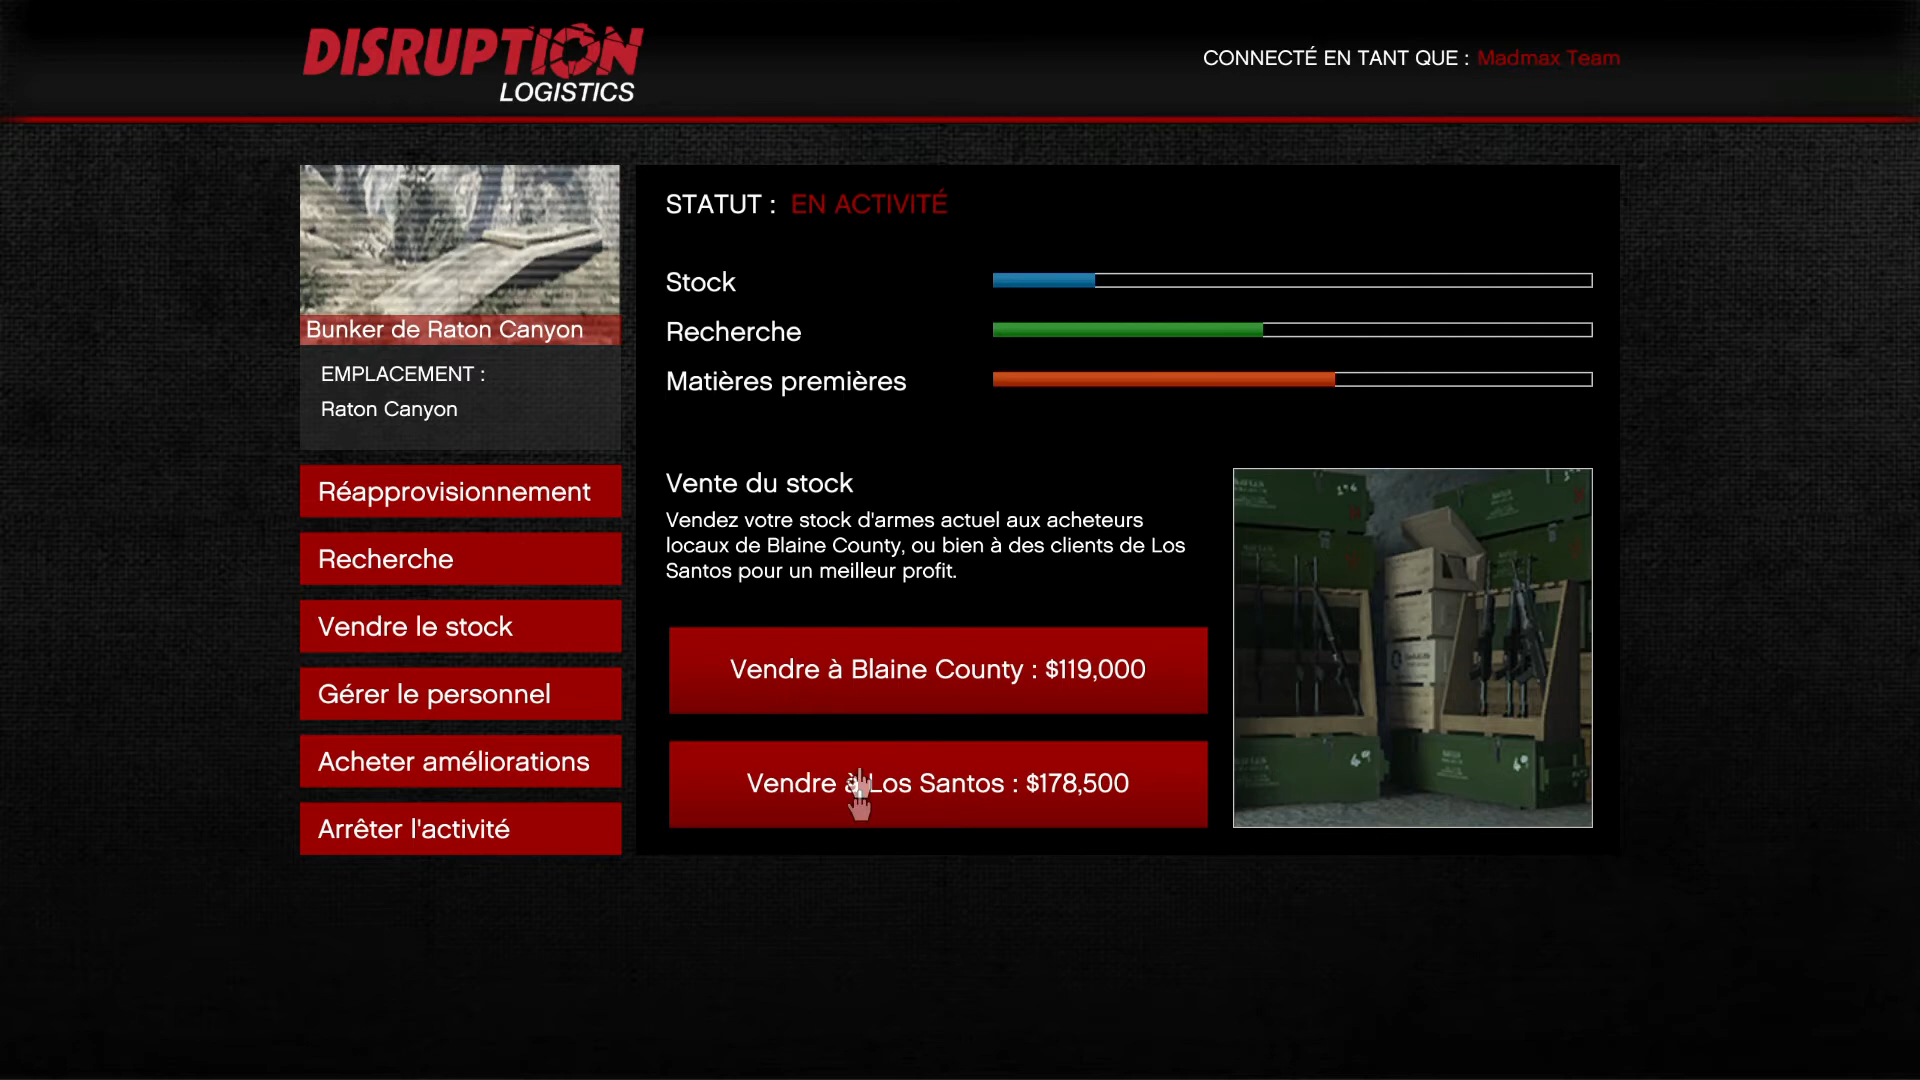 DISRUPTION
LOGISTICS
CONNECTÉ EN TANT QUE : Madmax Team
Bunker de Raton Canyon
EMPLACEMENT :
Raton Canyon
Réapprovisionnement
Recherche
Vendre le stock
Gérer le personnel
Acheter améliorations
Arrêter l'activité
STATUT : EN ACTIVITÉ
Stock
Recherche
Matières premières
Vente du stock
Vendez votre stock d'armes actuel aux acheteurs
locaux de Blaine County, ou bien à des clients de Los
Santos pour un meilleur profit.
Vendre à Blaine County : $119,000
Vendre à Los Santos : $178,500